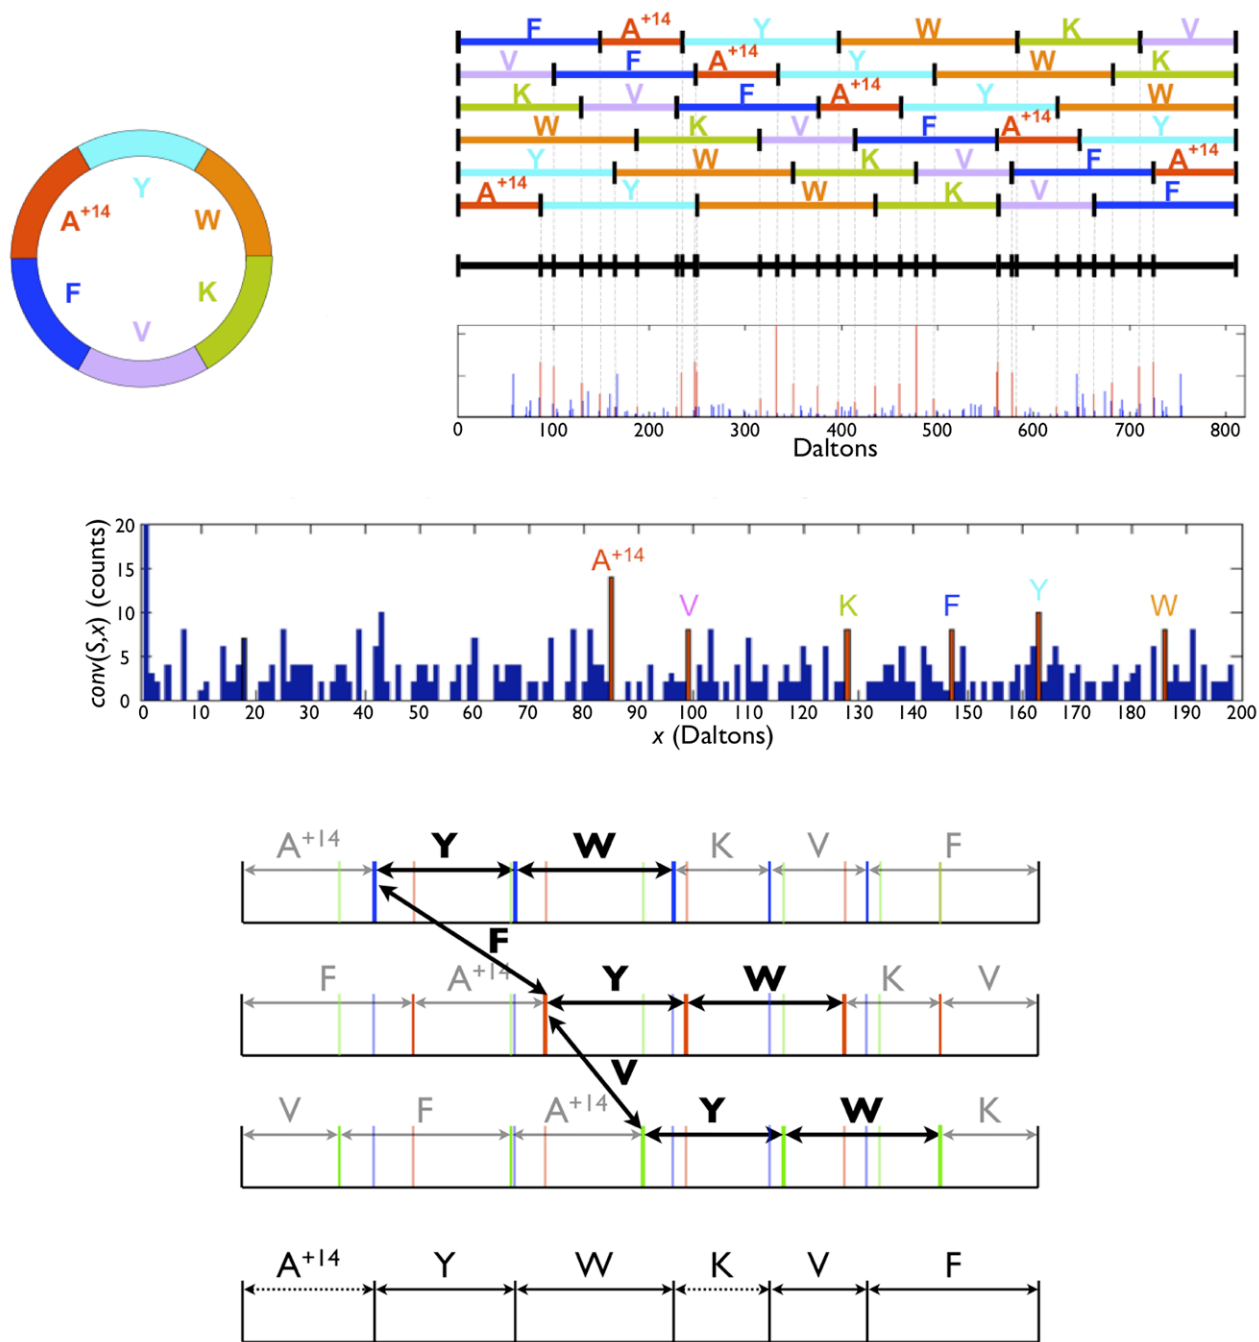 F A+14 Y W K V
V F A+14 Y W K
K V F A+14 Y W
W K V F A+14 Y
Y W K V F A+14
A+14 Y W K V F
Y
A+14 W
F K
V
0 100 200 300 400 500 600 700 800
Daltons
conv(S,x) (counts)
20
15
10
5
0
A+14 V K F Y W
0 10 20 30 40 50 60 70 80 90 100 110 120 130 140 150 160 170 180 190 200
x (Daltons)
A+14 Y W K V F
F
F A+14 Y W K V
V
V F A+14 Y W K
A+14 Y W K V F